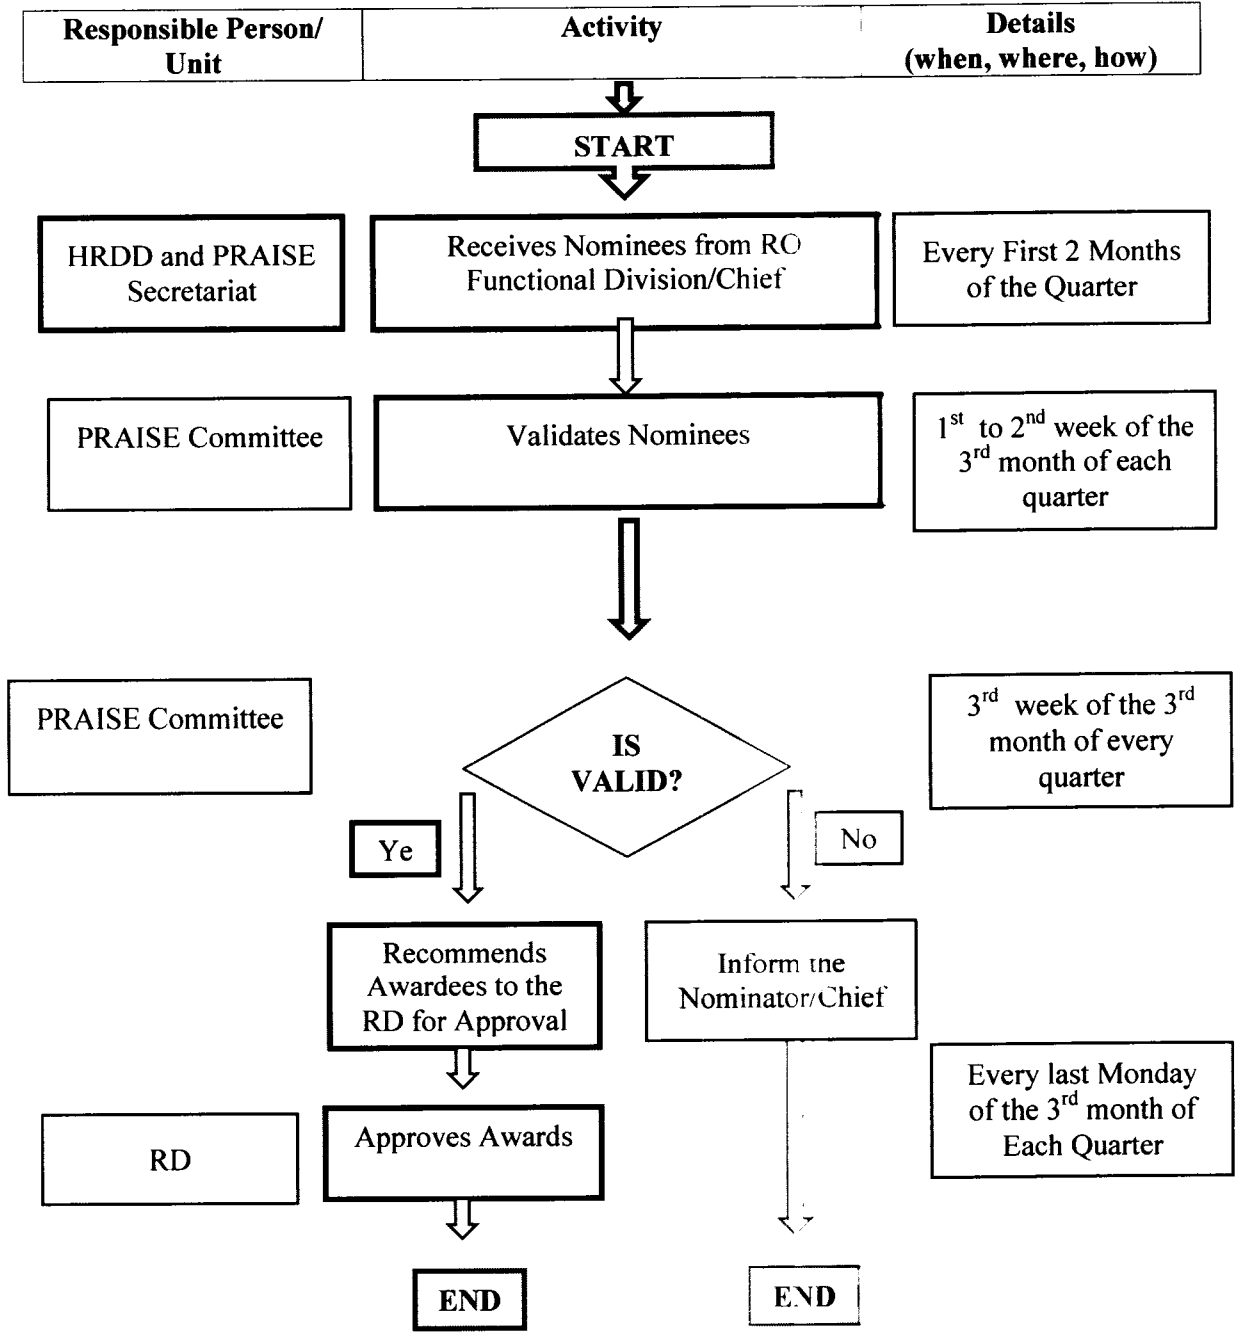 Responsible Person/
Unit
Activity
Details
(when, where, how)
START
HRDD and PRAISE
Secretariat
Receives Nominees from RO
Functional Division/Chief
Every First 2 Months
of the Quarter
PRAISE Committee
Validates Nominees
1st to 2nd week of the
3rd month of each
quarter
PRAISE Committee
IS
VALID?
3rd week of the 3rd
month of every
quarter
Ye
No
Recommends
Awardees to the
RD for Approval
Inform the
Nominator/Chief
RD
Approves Awards
Every last Monday
of the 3rd month of
Each Quarter
END
END